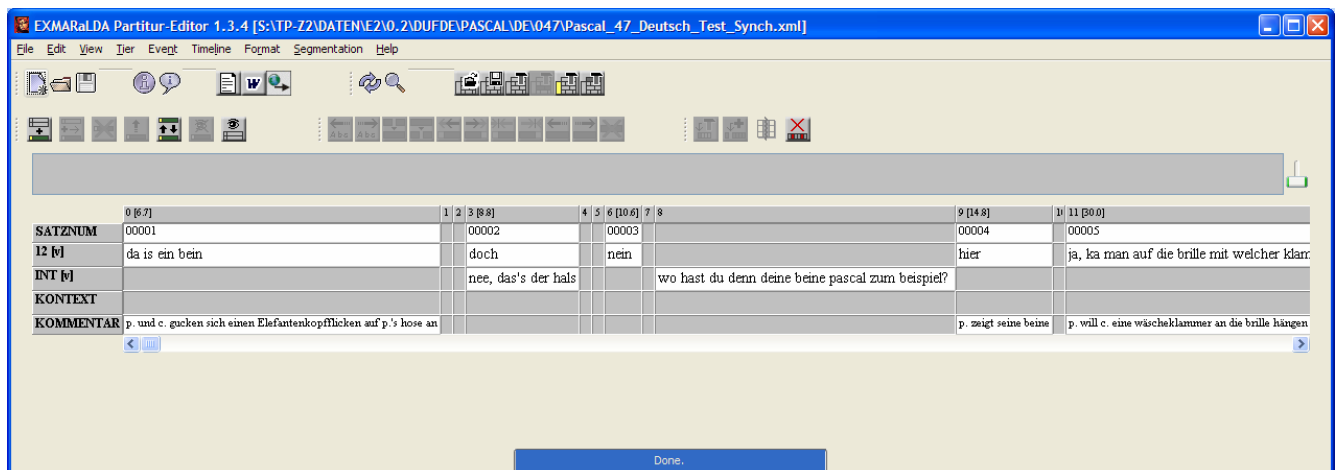 EXMARaLDA Partitur-Editor 1.3.4 [S:\TP-Z2\DATEN\E2\0.2\DUFDE\PASCAL\DE\047\Pascal_47_Deutsch_Test_Synch.xml]
File Edit View Tier Event Timeline Format Segmentation Help
0 [6.7] 1 2 3 [8.8] 4 5 6 [10.6] 7 8 9 [14.8] 11 [30.0]
SATZNUM 00001 00002 00003 00004 00005
12 [v] da is ein bein doch nein hier ja, ka man auf die brille mit welcher klam
INT [v] nee, das's der hals wo hast du denn deine beine pascal zum beispiel?
KONTEXT
KOMMENTAR p. und c. gucken sich einen Elefantenkopfflicken auf p.'s hose an p. zeigt seine beine p. will c. eine wäscheklammer an die brille hängen
Done.